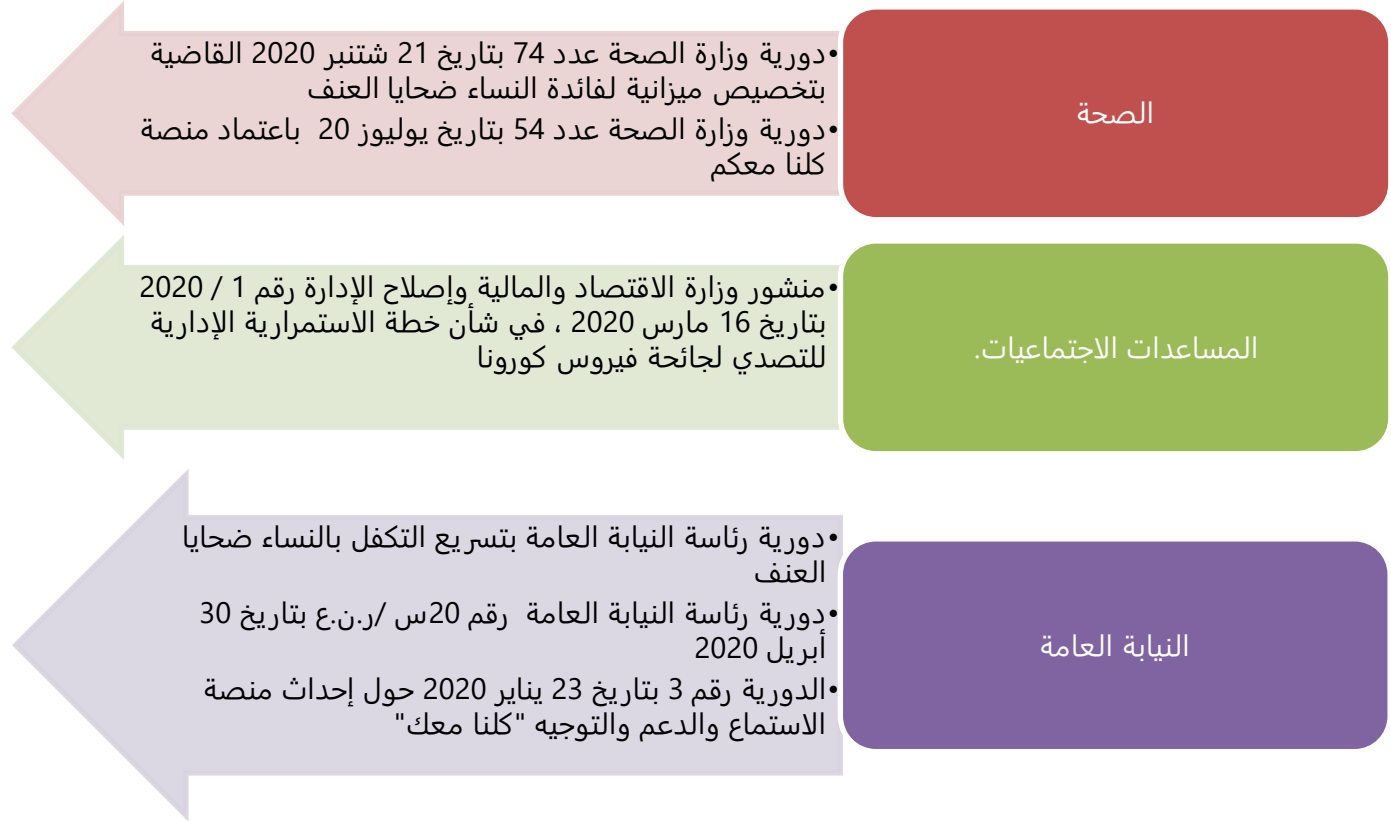 الصحة
•دورية وزارة الصحة عدد 74 بتاريخ 21 شتنبر 2020 القاضية
بتخصيص ميزانية لفائدة النساء ضحايا العنف
•دورية وزارة الصحة عدد 54 بتاريخ يوليوز 20 باعتماد منصة
كلنا معكم
المساعدات الاجتماعيات.
•منشور وزارة الاقتصاد والمالية وإصلاح الإدارة رقم 1 / 2020
بتاريخ 16 مارس 2020 ، في شأن خطة الاستمرارية الإدارية
للتصدي لجائحة فيروس كورونا
النيابة العامة
•دورية رئاسة النيابة العامة بتسريع التكفل بالنساء ضحايا
العنف
•دورية رئاسة النيابة العامة رقم 20س /ر.ن.ع بتاريخ 30
أبريل 2020
•الدورية رقم 3 بتاريخ 23 يناير 2020 حول إحداث منصة
الاستماع والدعم والتوجيه "كلنا معك"